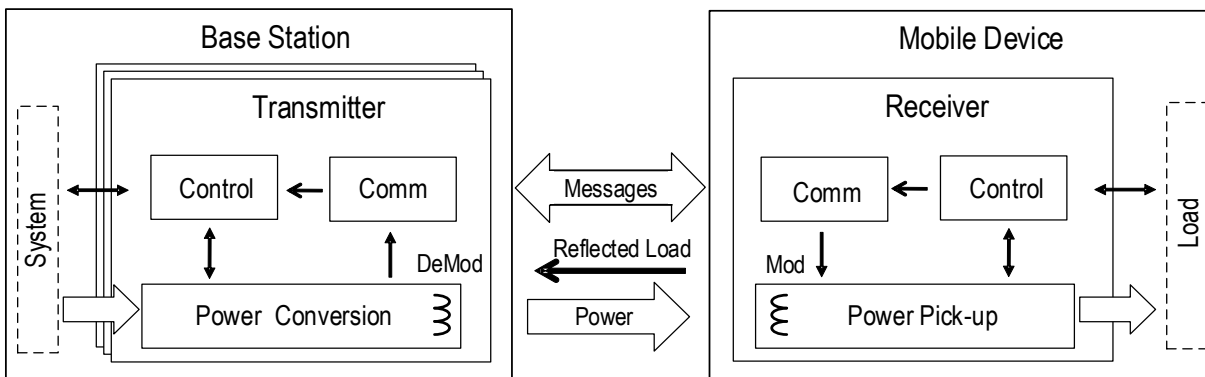 Base Station
Transmitter
System
Control
Comm
DeMod
Power Conversion
Messages
Reflected Load
Power
Mobile Device
Receiver
Comm
Control
Mod
Power Pick-up
Load